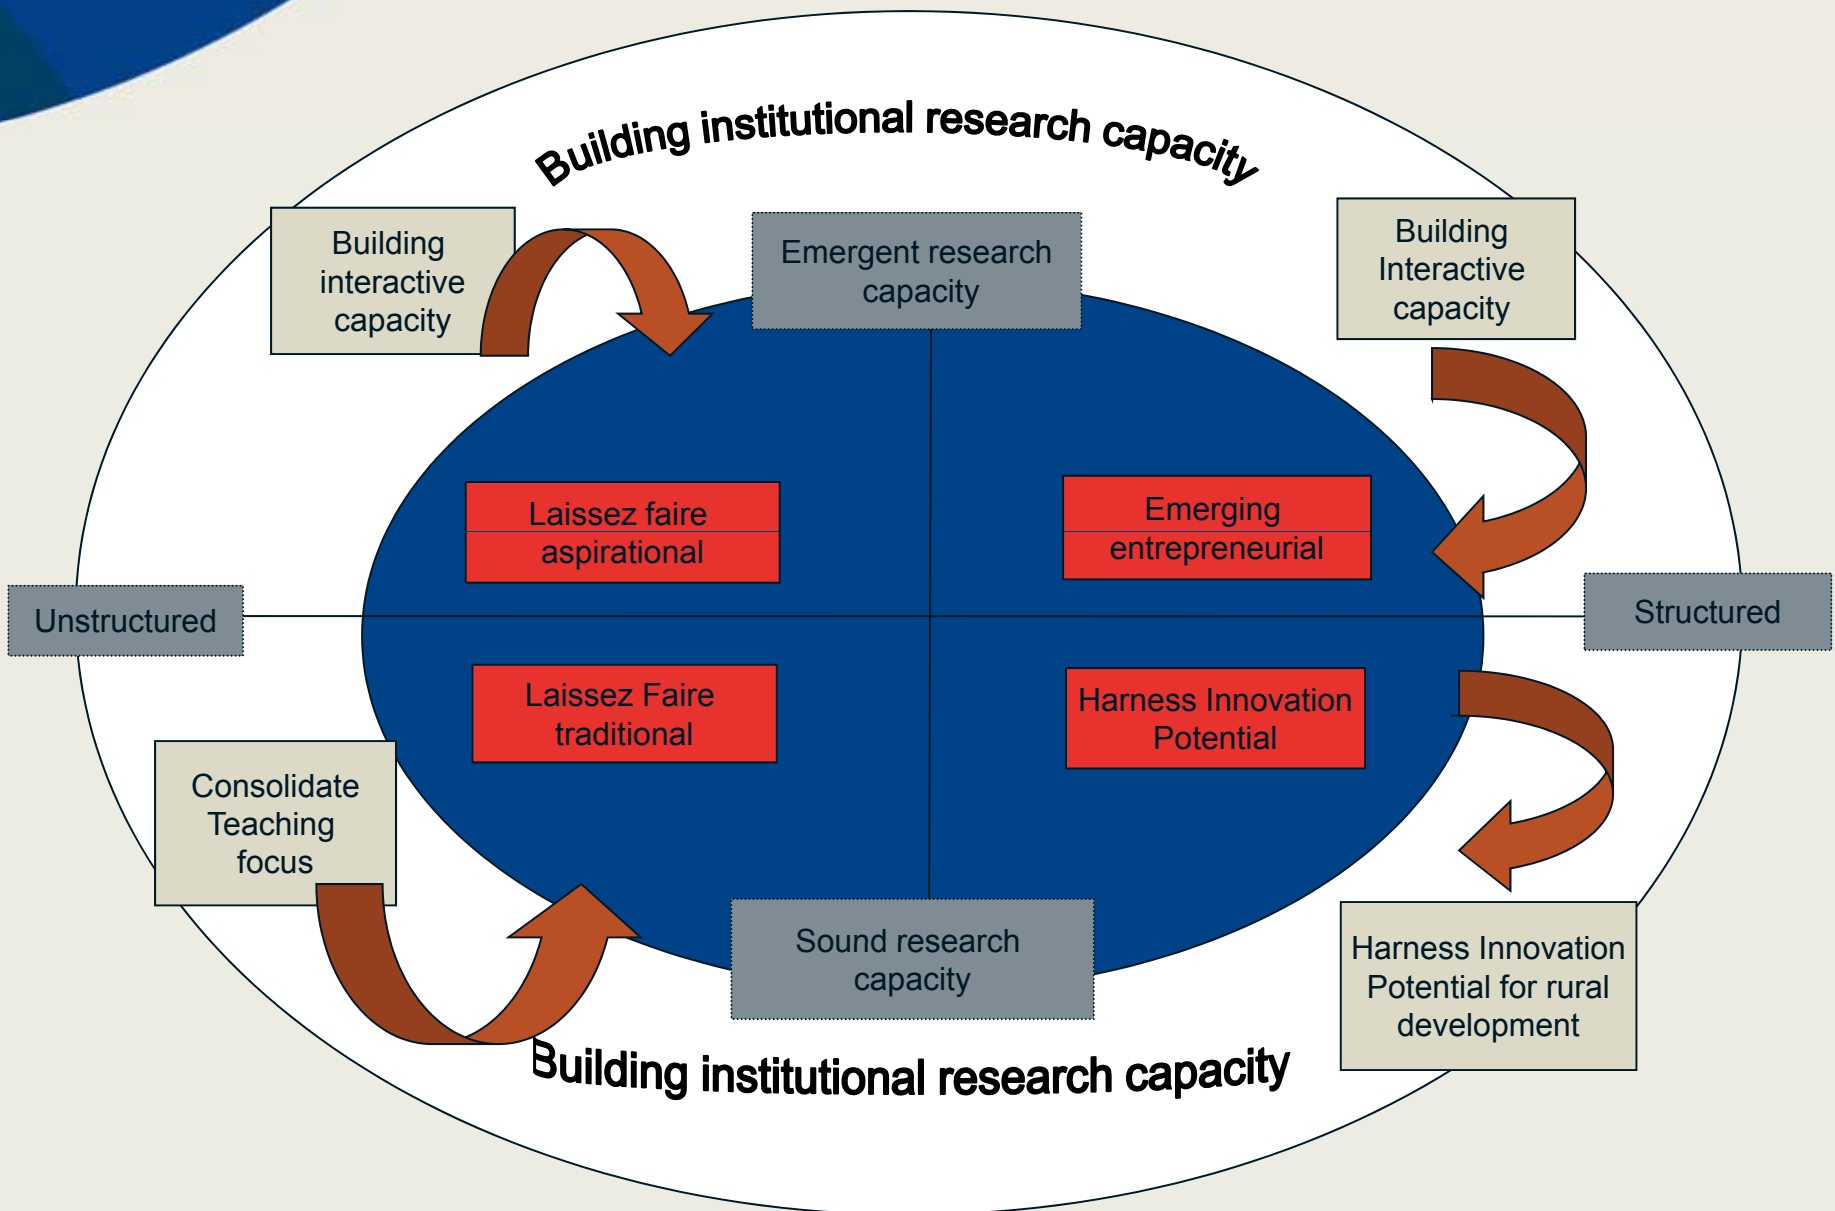 Building institutional research capacity
Building
interactive
capacity
Emergent research
capacity
Building
Interactive
capacity
Laissez faire
aspirational
Emerging
entrepreneurial
Unstructured
Structured
Laissez Faire
traditional
Harness Innovation
Potential
Consolidate
Teaching
focus
Sound research
capacity
Harness Innovation
Potential for rural
development
Building institutional research capacity